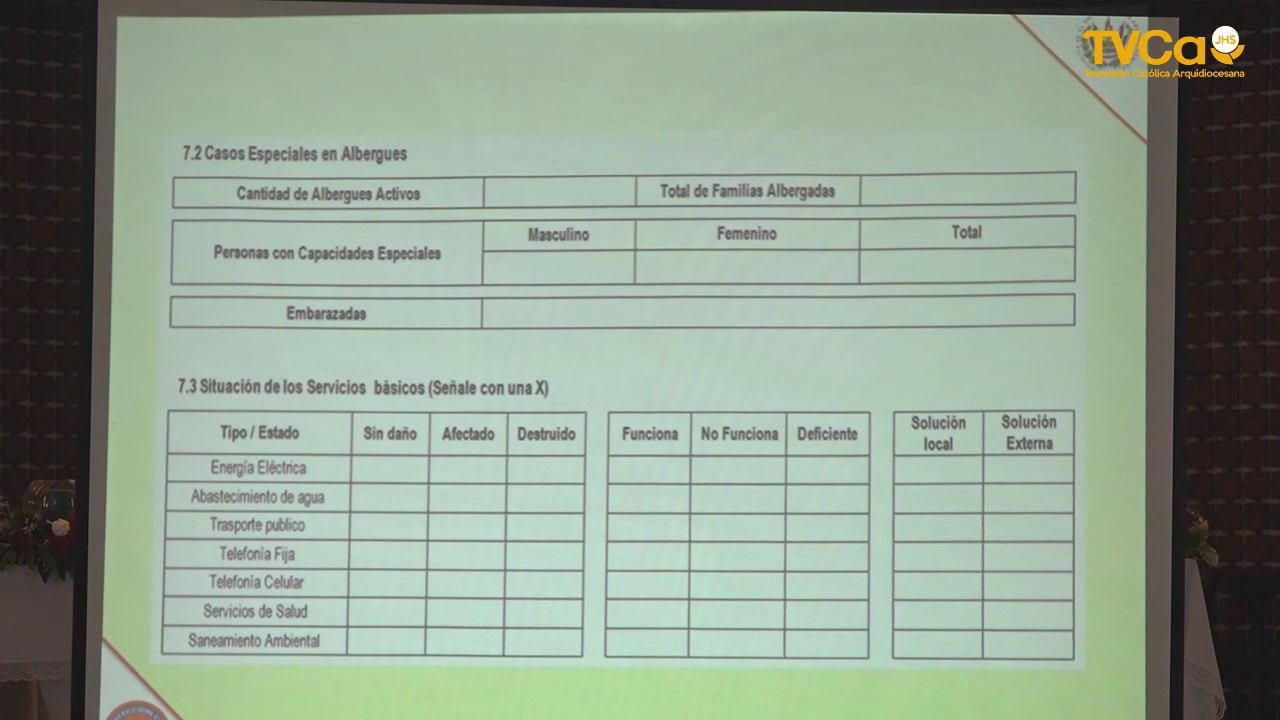 TVCa
JHS
Televisión Católica Arquidiocesana
7.2 Casos Especiales en Albergues
Cantidad de Albergues Activos Total de Familias Albergadas
Masculino Femenino Total
Personas con Capacidades Especiales
Embarazadas
7.3 Situación de los Servicios básicos (Señale con una X)
Tipo / Estado Sin daño Afectado Destruido Funciona No Funciona Deficiente Solución local Solución Externa
Energía Eléctrica
Abastecimiento de agua
Trasporte publico
Telefonía Fija
Telefonía Celular
Servicios de Salud
Saneamiento Ambiental